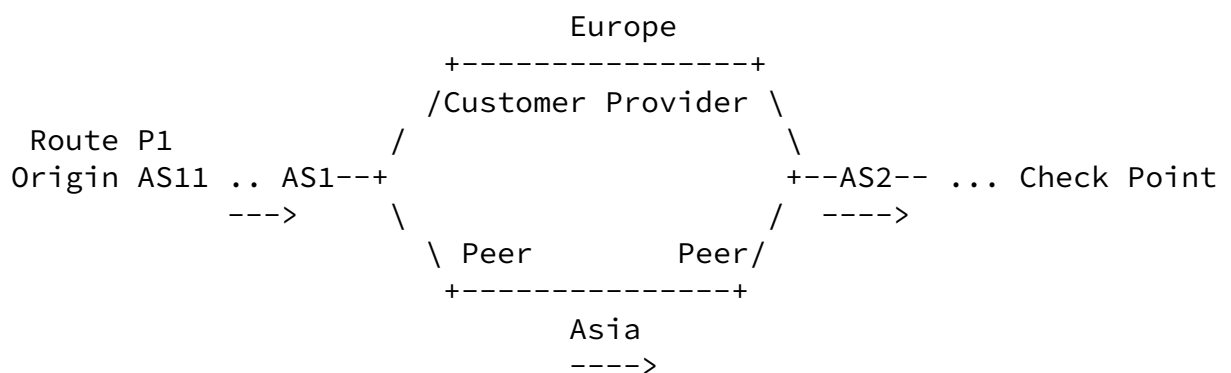 Europe
+----------------+
/Customer Provider \
Route P1 / \
Origin AS11 .. AS1--+ +--AS2-- ... Check Point
---> \ / ---->
\ Peer Peer/
+---------------+
Asia
---->